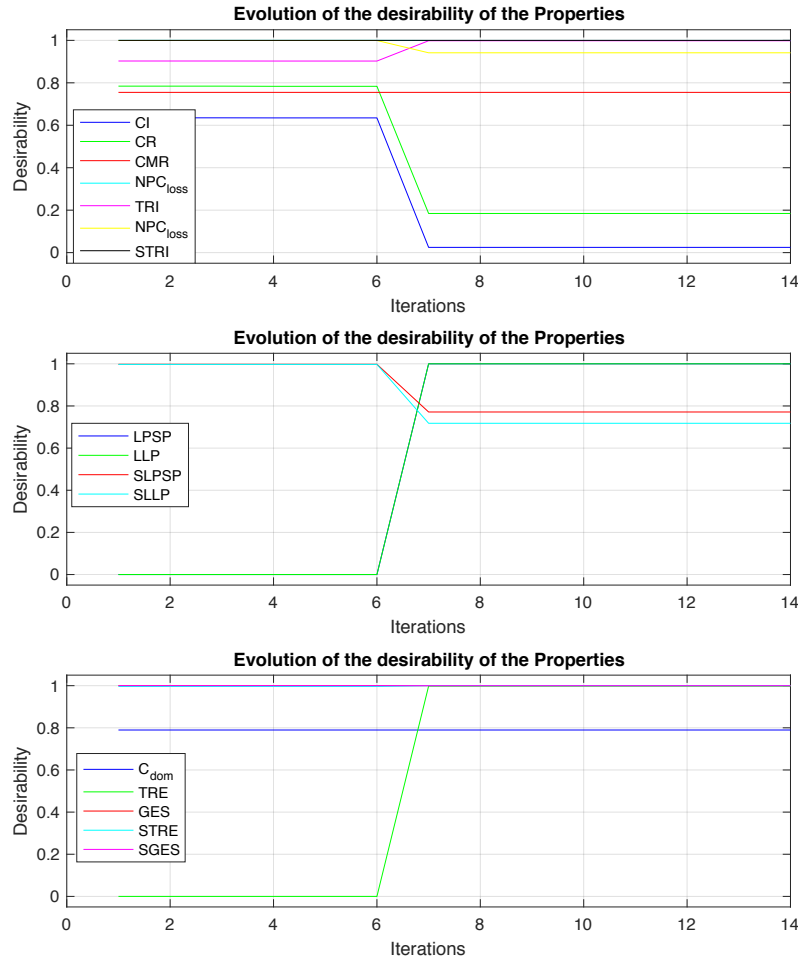 Evolution of the desirability of the Properties
1
0.8
0.6
0.4
0.2
0
Desirability
CI
CR
CMR
NPCloss
TRI
NPCloss
STRI
0 2 4 6 8 10 12 14
Iterations
Evolution of the desirability of the Properties
1
0.8
0.6
0.4
0.2
0
Desirability
LPSP
LLP
SLPSP
SLLP
0 2 4 6 8 10 12 14
Iterations
Evolution of the desirability of the Properties
1
0.8
0.6
0.4
0.2
0
Desirability
Cdom
TRE
GES
STRE
SGES
0 2 4 6 8 10 12 14
Iterations